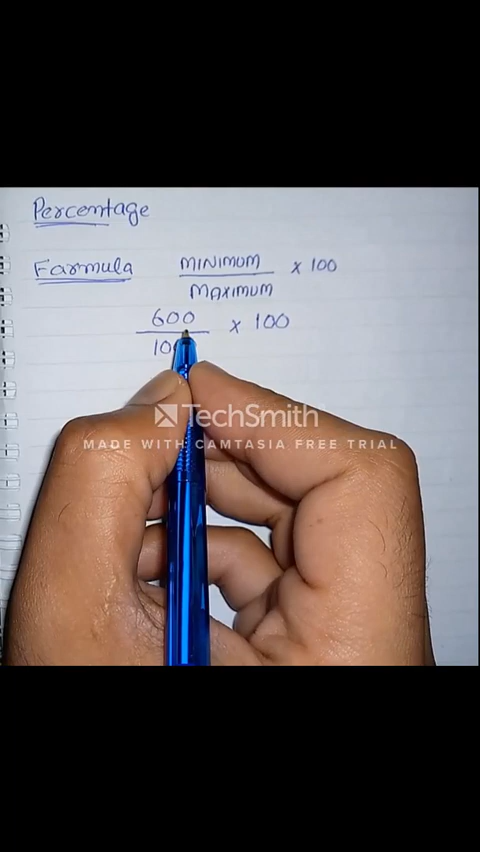 Percentage
Farmula MINIMUM × 100
MAXIMUM
600 × 100
TechSmith
MADE WITH CAMTASIA FREE TRIAL